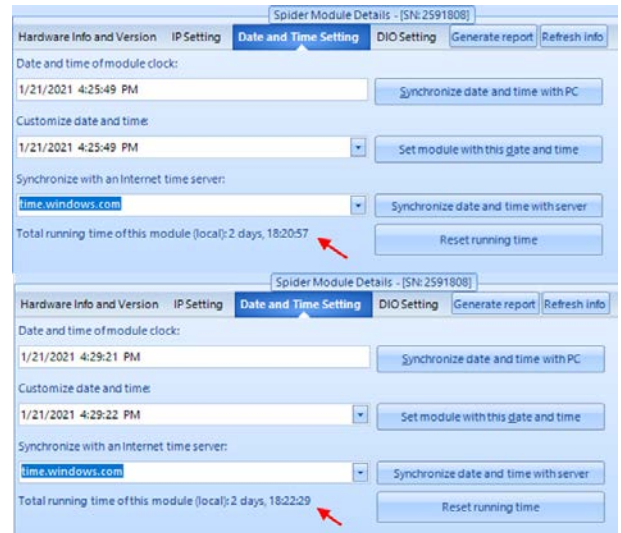 Spider Module Details - [SN: 2591808]
Hardware Info and Version IP Setting Date and Time Setting DIO Setting Generate report Refresh info
Date and time of module clock:
1/21/2021 4:25:49 PM Synchronize date and time with PC
Customize date and time:
1/21/2021 4:25:49 PM Set module with this date and time
Synchronize with an Internet time server:
time.windows.com Synchronize date and time with server
Total running time of this module (local): 2 days, 18:20:57 Reset running time
Spider Module Details - [SN: 2591808]
Hardware Info and Version IP Setting Date and Time Setting DIO Setting Generate report Refresh info
Date and time of module clock:
1/21/2021 4:29:21 PM Synchronize date and time with PC
Customize date and time:
1/21/2021 4:29:22 PM Set module with this date and time
Synchronize with an Internet time server:
time.windows.com Synchronize date and time with server
Total running time of this module (local): 2 days, 18:22:29 Reset running time